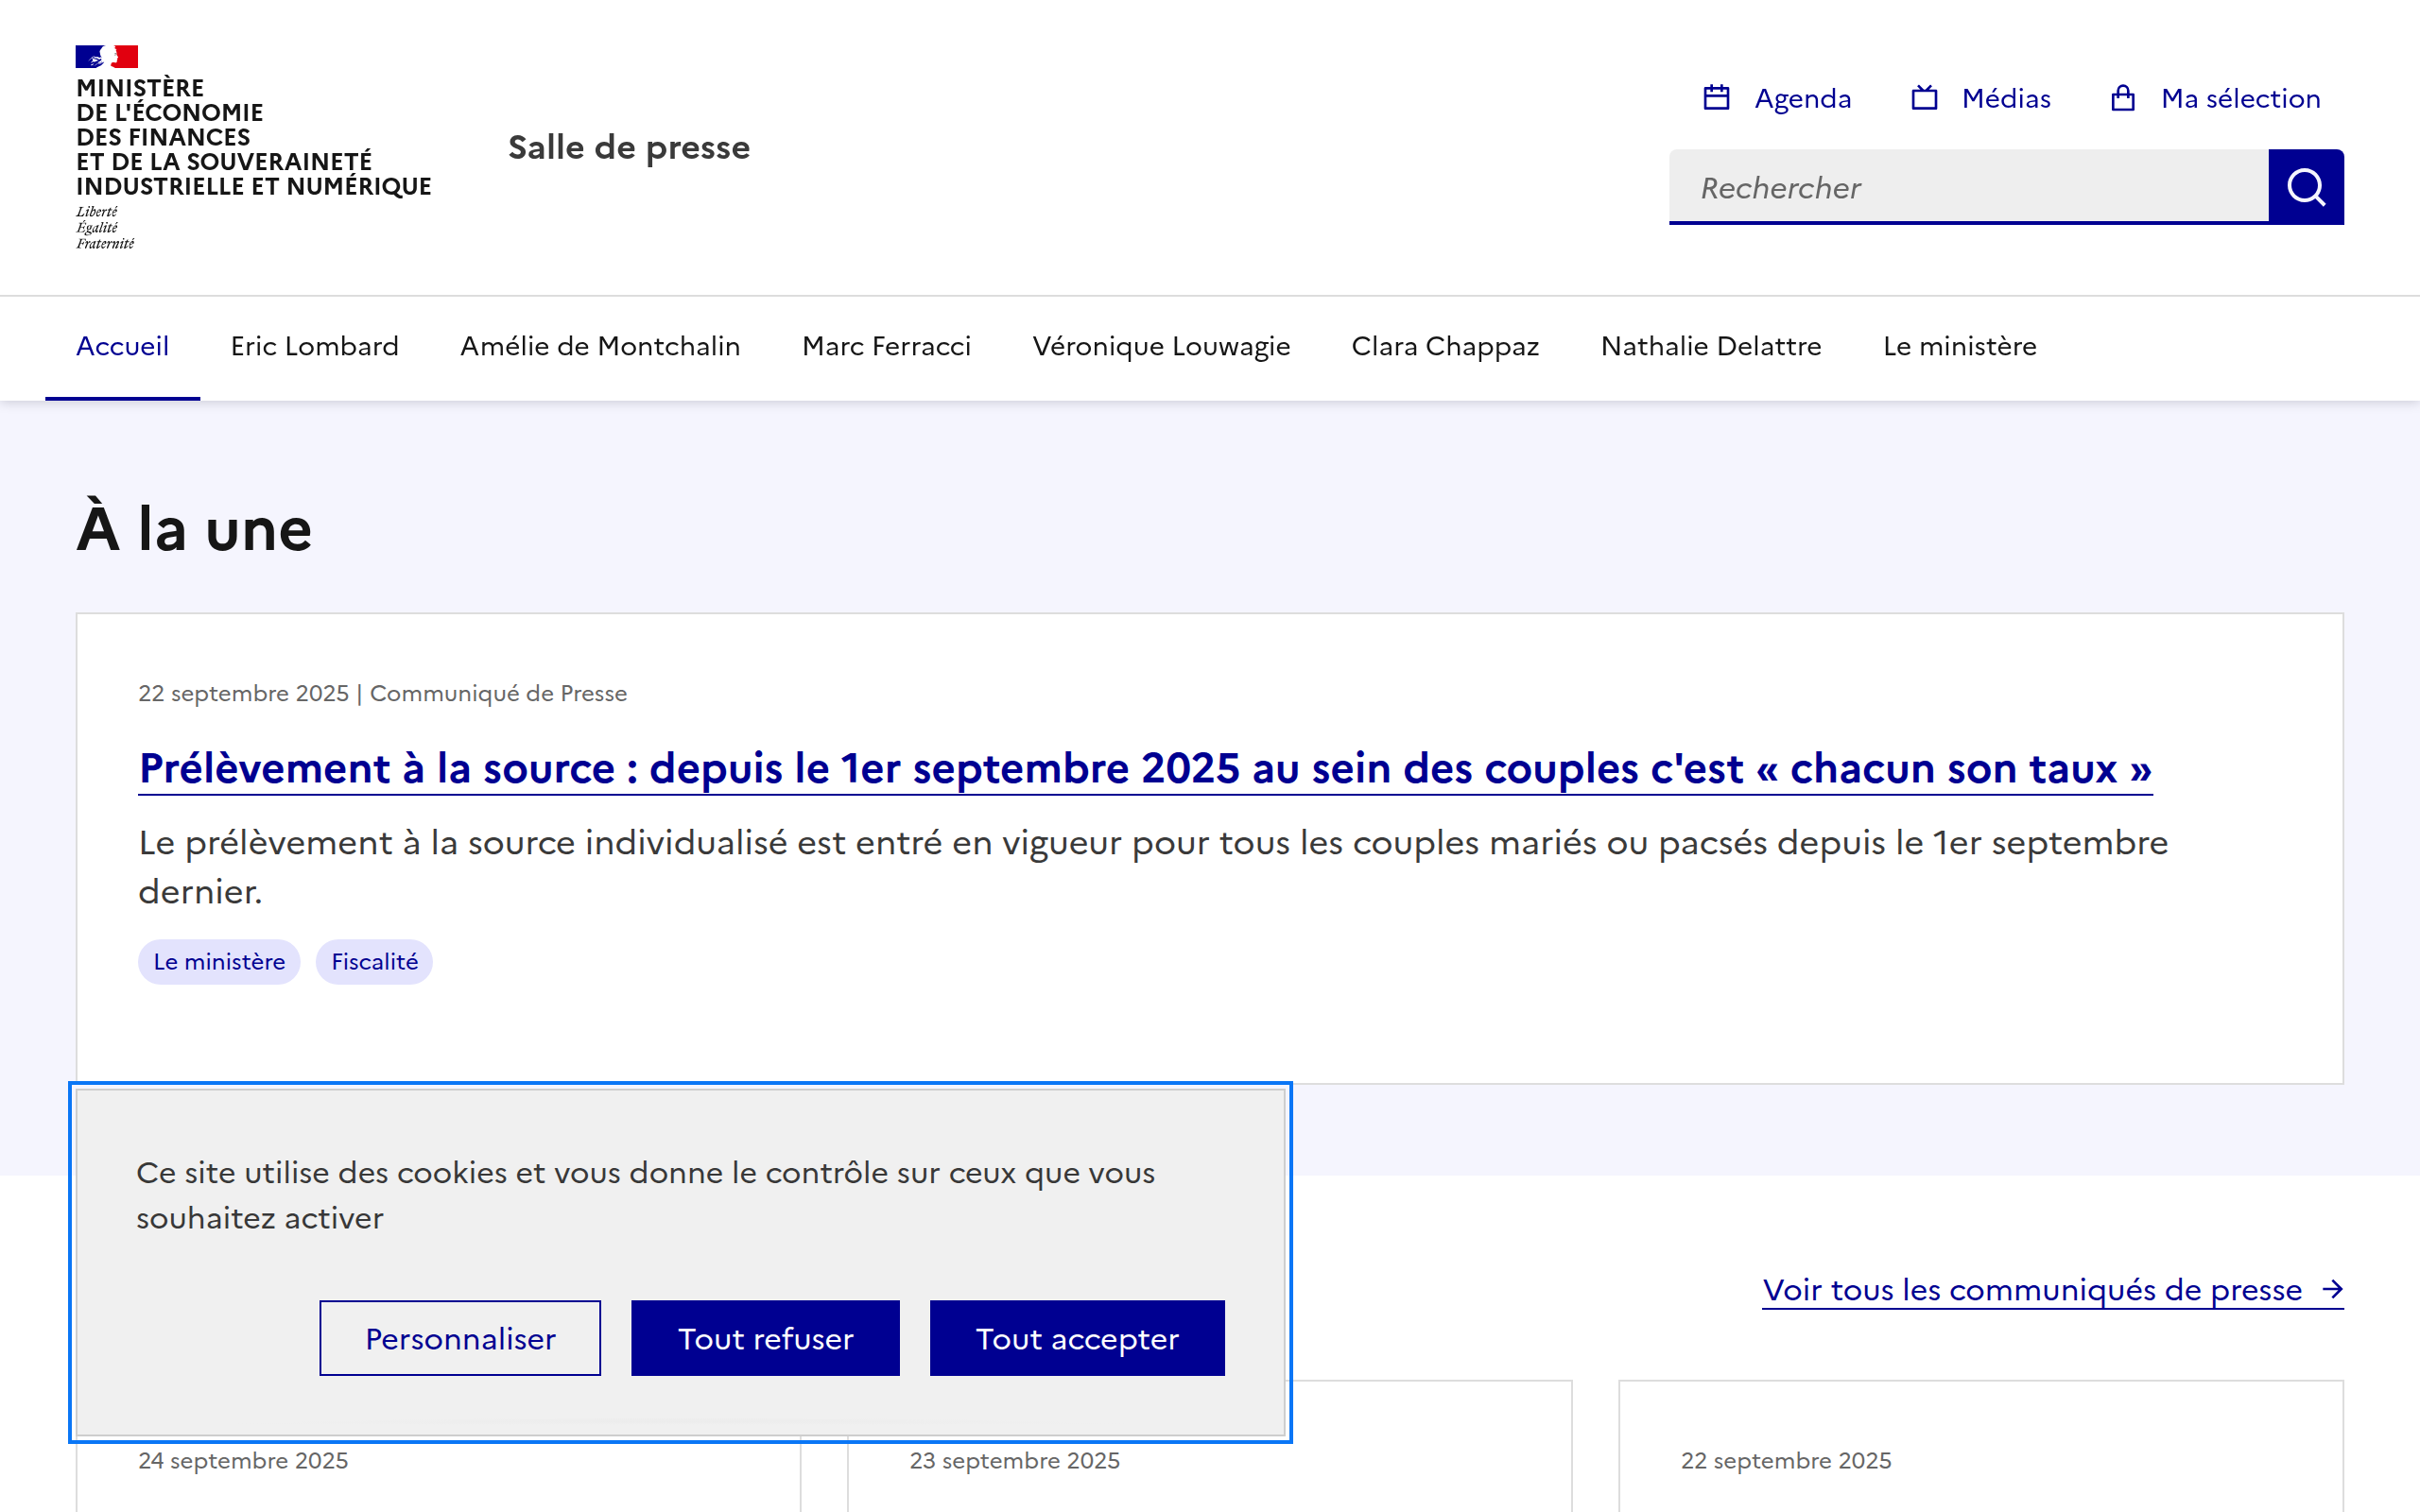 MINISTÈRE
DE L'ÉCONOMIE
DES FINANCES
ET DE LA SOUVERAINETÉ
INDUSTRIELLE ET NUMÉRIQUE
Liberté
Égalité
Fraternité
Salle de presse
Agenda
Médias
Ma sélection
Rechercher
Accueil
Eric Lombard
Amélie de Montchalin
Marc Ferracci
Véronique Louwagie
Clara Chappaz
Nathalie Delattre
Le ministère
À la une
22 septembre 2025 | Communiqué de Presse
Prélèvement à la source : depuis le 1er septembre 2025 au sein des couples c'est « chacun son taux »
Le prélèvement à la source individualisé est entré en vigueur pour tous les couples mariés ou pacsés depuis le 1er septembre
dernier.
Le ministère
Fiscalité
Ce site utilise des cookies et vous donne le contrôle sur ceux que vous
souhaitez activer
Personnaliser
Tout refuser
Tout accepter
Voir tous les communiqués de presse
24 septembre 2025
23 septembre 2025
22 septembre 2025